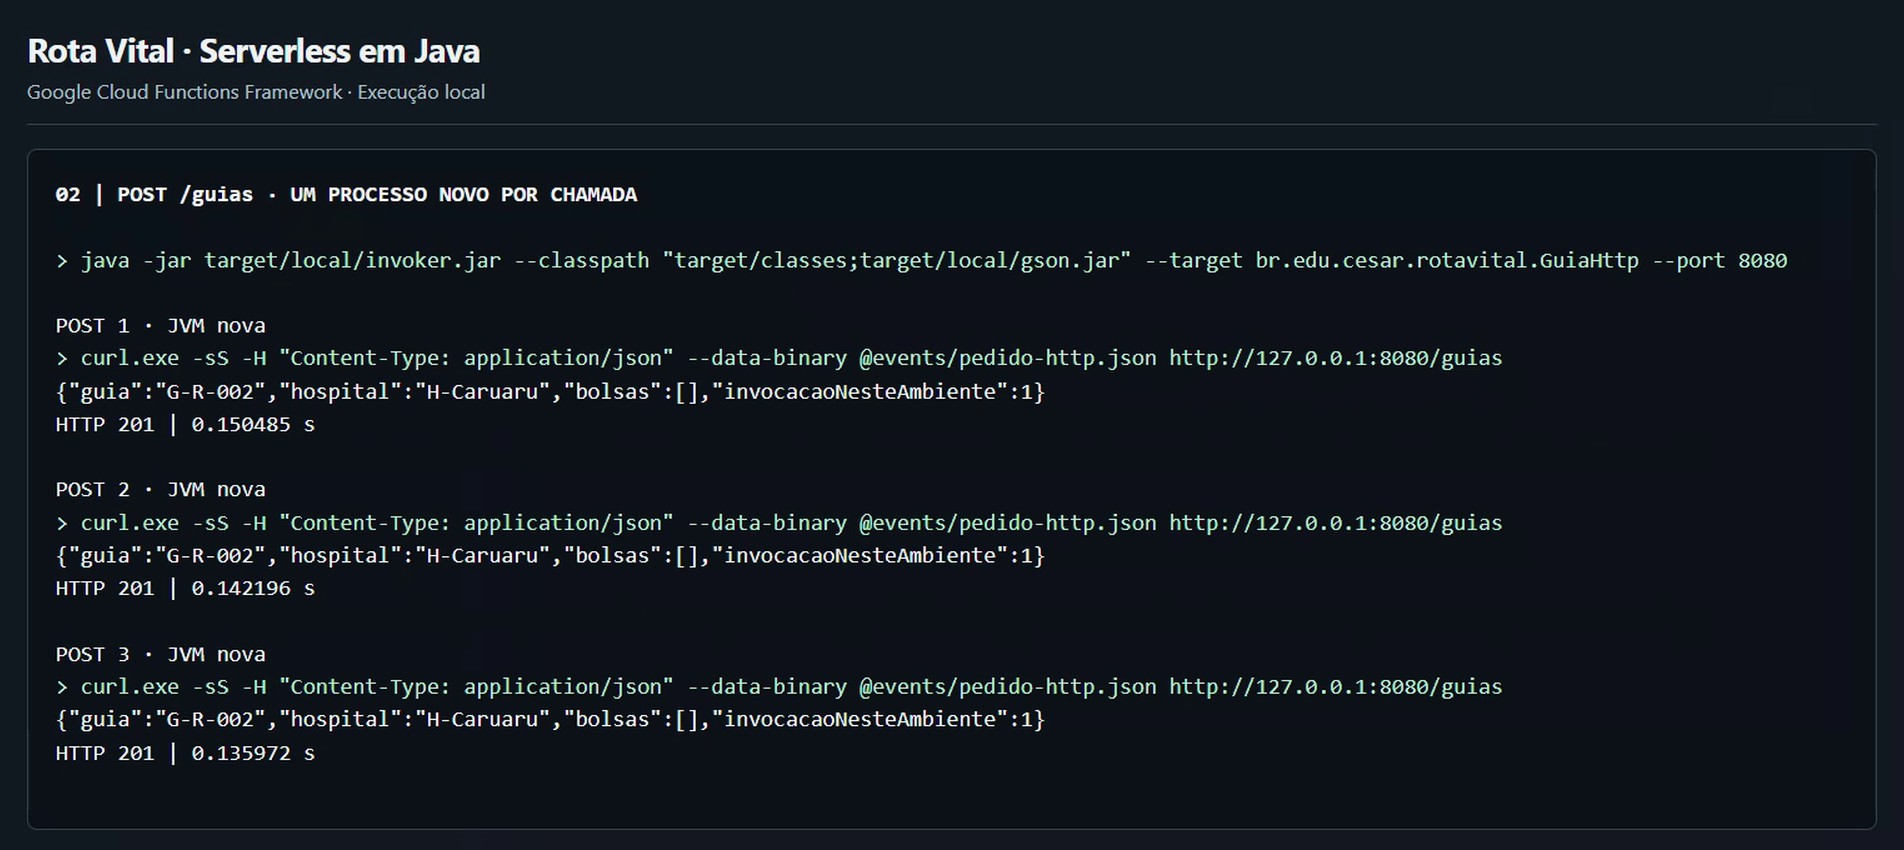 Rota Vital · Serverless em Java
Google Cloud Functions Framework · Execução local
02 | POST /guias · UM PROCESSO NOVO POR CHAMADA
> java -jar target/local/invoker.jar --classpath "target/classes;target/local/gson.jar" --target br.edu.cesar.rotavital.GuiaHttp --port 8080
POST 1 · JVM nova
> curl.exe -sS -H "Content-Type: application/json" --data-binary @events/pedido-http.json http://127.0.0.1:8080/guias
{"guia":"G-R-002","hospital":"H-Caruaru","bolsas":[],"invocacaoNesteAmbiente":1}
HTTP 201 | 0.150485 s
POST 2 · JVM nova
> curl.exe -sS -H "Content-Type: application/json" --data-binary @events/pedido-http.json http://127.0.0.1:8080/guias
{"guia":"G-R-002","hospital":"H-Caruaru","bolsas":[],"invocacaoNesteAmbiente":1}
HTTP 201 | 0.142196 s
POST 3 · JVM nova
> curl.exe -sS -H "Content-Type: application/json" --data-binary @events/pedido-http.json http://127.0.0.1:8080/guias
{"guia":"G-R-002","hospital":"H-Caruaru","bolsas":[],"invocacaoNesteAmbiente":1}
HTTP 201 | 0.135972 s